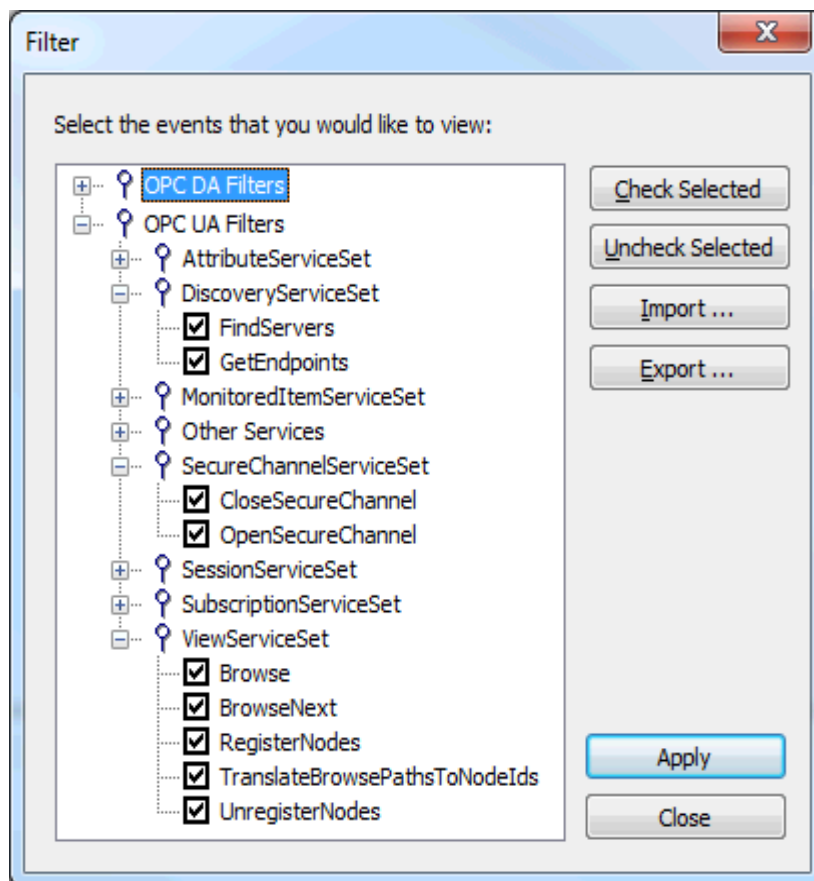 Filter
Select the events that you would like to view:
OPC DA Filters
OPC UA Filters
AttributeServiceSet
DiscoveryServiceSet
FindServers
GetEndpoints
MonitoredItemServiceSet
Other Services
SecureChannelServiceSet
CloseSecureChannel
OpenSecureChannel
SessionServiceSet
SubscriptionServiceSet
ViewServiceSet
Browse
BrowseNext
RegisterNodes
TranslateBrowsePathsToNodeIds
UnregisterNodes
Check Selected
Uncheck Selected
Import ...
Export ...
Apply
Close